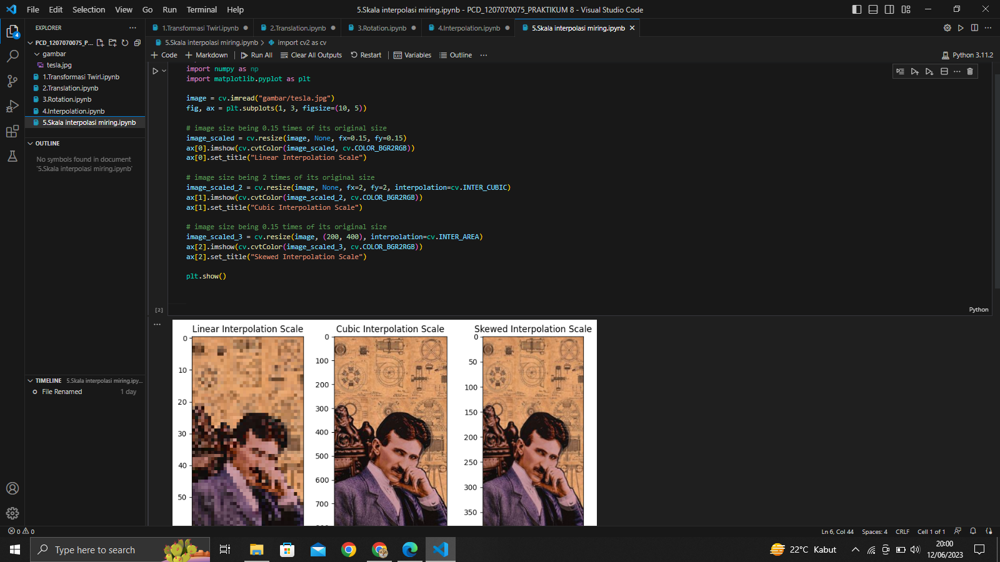 File Edit Selection View Go Run Terminal Help
5.Skala interpolasi miring.ipynb - PCD_1207070075_PRAKTIKUM 8 - Visual Studio Code
EXPLORER
PCD_1207070075_P...
gambar
tesla.jpg
1.Transformasi Twirl.ipynb
2.Translation.ipynb
3.Rotation.ipynb
4.Interpolation.ipynb
5.Skala interpolasi miring.ipynb
OUTLINE
No symbols found in document
'5.Skala interpolasi miring.ipynb'
TIMELINE 5.Skala interpolasi miring.ipy...
File Renamed 1 day
4
1.Transformasi Twirl.ipynb 2.Translation.ipynb 3.Rotation.ipynb 4.Interpolation.ipynb 5.Skala interpolasi miring.ipynb
5.Skala interpolasi miring.ipynb > import cv2 as cv
+ Code + Markdown Run All Clear All Outputs Restart Variables Outline ... Python 3.11.2
import numpy as np
import matplotlib.pyplot as plt
image = cv.imread("gambar/tesla.jpg")
fig, ax = plt.subplots(1, 3, figsize=(10, 5))
# image size being 0.15 times of its original size
image_scaled = cv.resize(image, None, fx=0.15, fy=0.15)
ax[0].imshow(cv.cvtColor(image_scaled, cv.COLOR_BGR2RGB))
ax[0].set_title("Linear Interpolation Scale")
# image size being 2 times of its original size
image_scaled_2 = cv.resize(image, None, fx=2, fy=2, interpolation=cv.INTER_CUBIC)
ax[1].imshow(cv.cvtColor(image_scaled_2, cv.COLOR_BGR2RGB))
ax[1].set_title("Cubic Interpolation Scale")
# image size being 0.15 times of its original size
image_scaled_3 = cv.resize(image, (200, 400), interpolation=cv.INTER_AREA)
ax[2].imshow(cv.cvtColor(image_scaled_3, cv.COLOR_BGR2RGB))
ax[2].set_title("Skewed Interpolation Scale")
plt.show()
[2]
Python
Linear Interpolation Scale
0
10
20
30
40
50
Cubic Interpolation Scale
0
100
200
300
400
500
600
700
Skewed Interpolation Scale
0
50
100
150
200
250
300
350
0 0
Ln 6, Col 44 Spaces: 4 CRLF Cell 1 of 1
Type here to search
22°C Kabut
20:00
12/06/2023